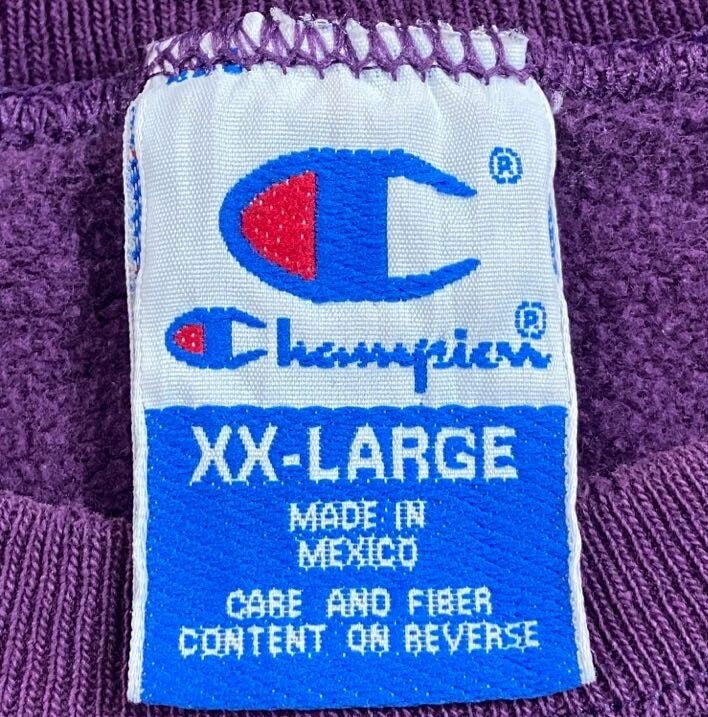 C®
Champion®
XX-LARGE
MADE IN
MEXICO
CARE AND FIBER
CONTENT ON REVERSE